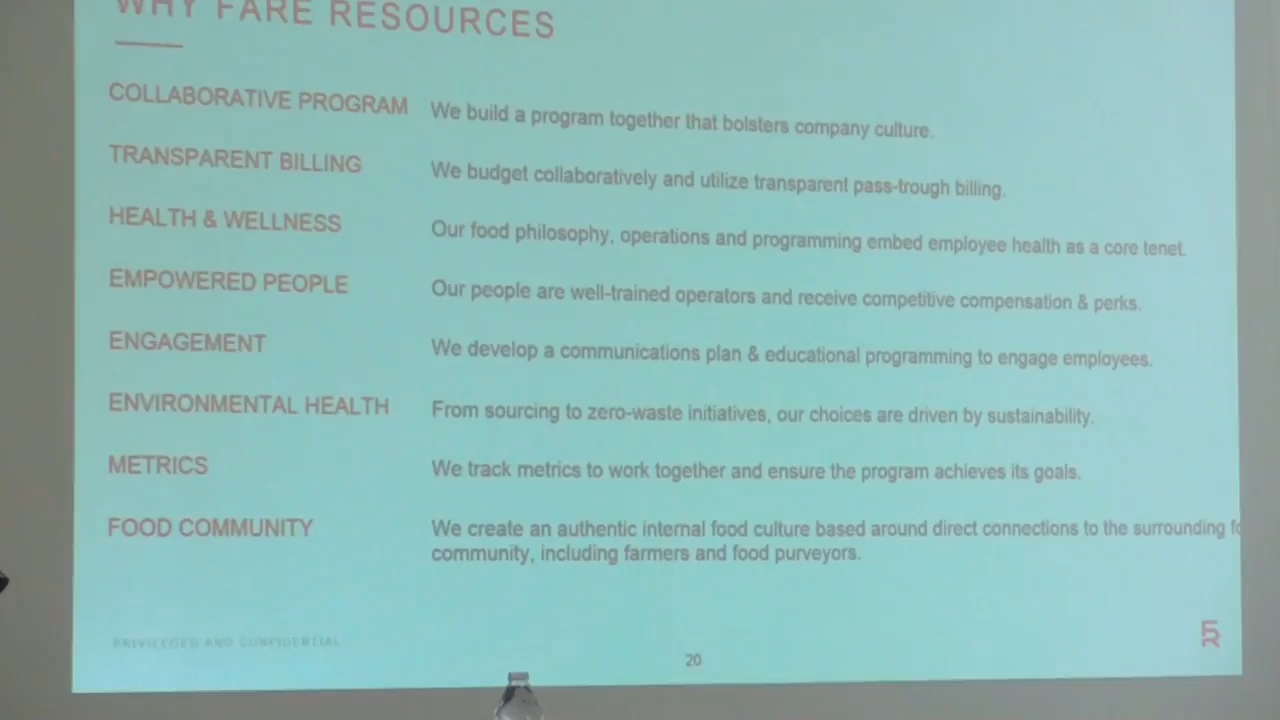 WHY FARE RESOURCES
COLLABORATIVE PROGRAM We build a program together that bolsters company culture.
TRANSPARENT BILLING We budget collaboratively and utilize transparent pass-trough billing.
HEALTH & WELLNESS Our food philosophy, operations and programming embed employee health as a core tenet.
EMPOWERED PEOPLE Our people are well-trained operators and receive competitive compensation & perks.
ENGAGEMENT We develop a communications plan & educational programming to engage employees.
ENVIRONMENTAL HEALTH From sourcing to zero-waste initiatives, our choices are driven by sustainability.
METRICS We track metrics to work together and ensure the program achieves its goals.
FOOD COMMUNITY We create an authentic internal food culture based around direct connections to the surrounding
community, including farmers and food purveyors.
PRIVILEGED AND CONFIDENTIAL
20